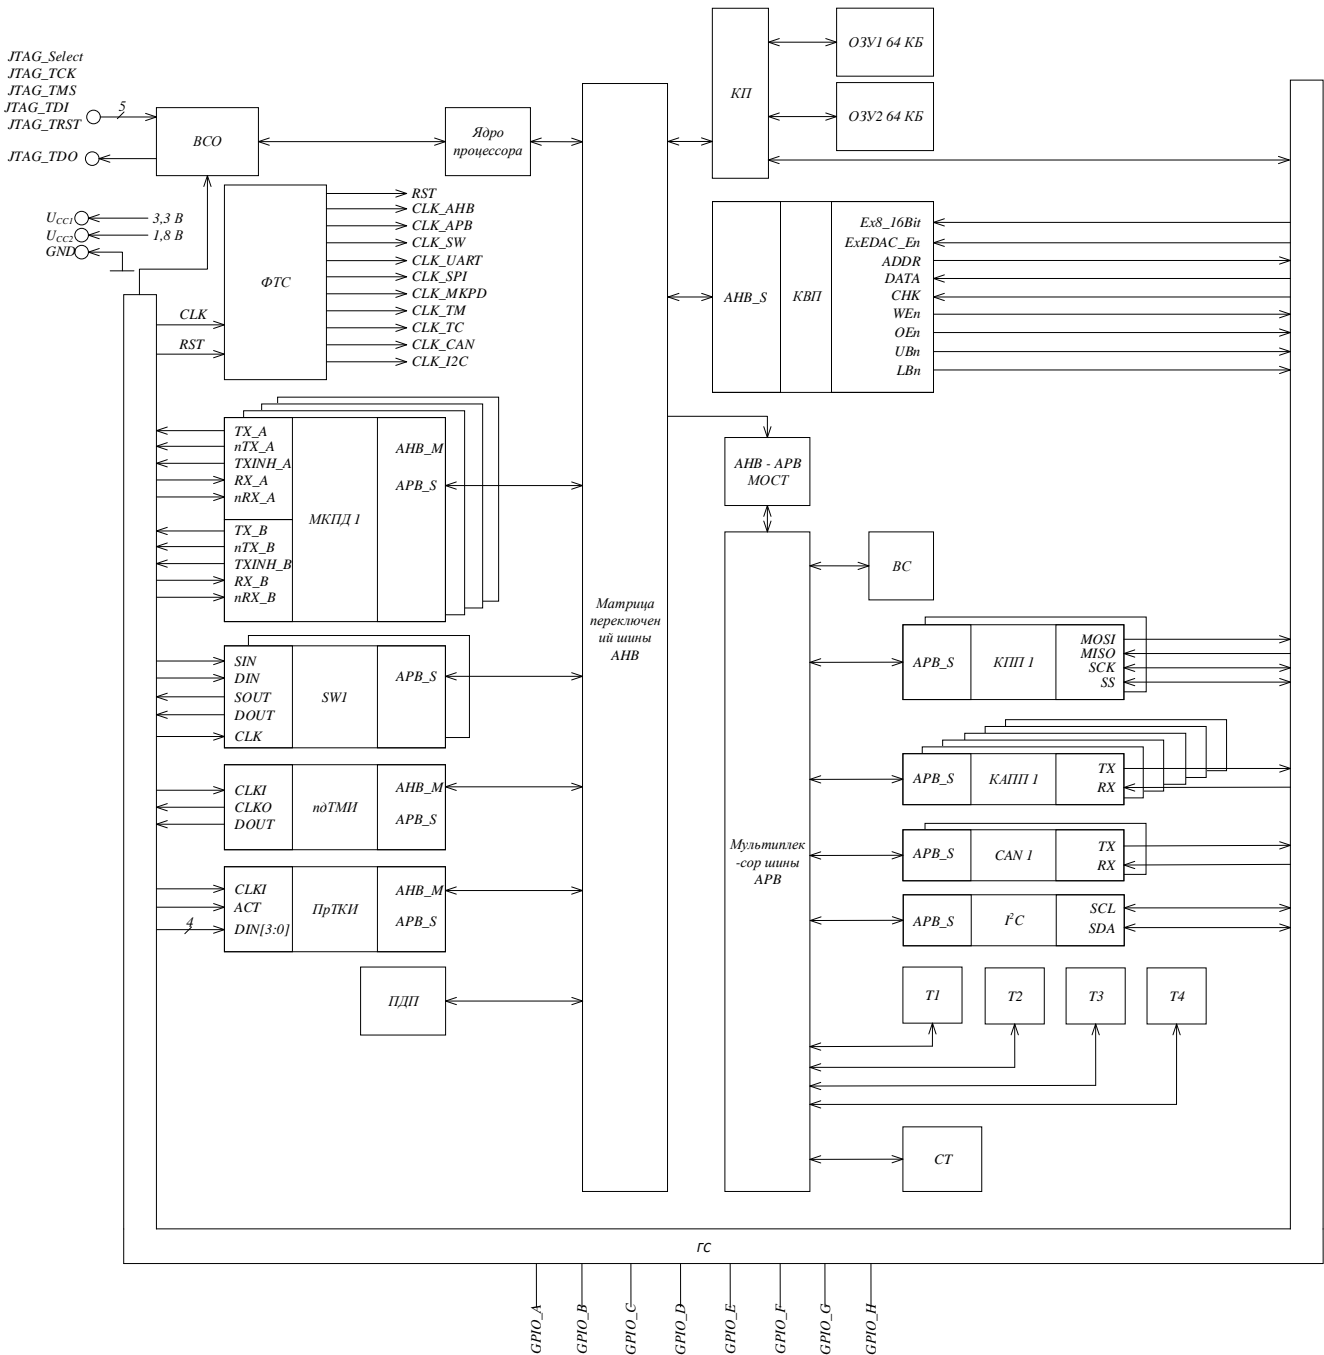 JTAG_Select
JTAG_TCK
JTAG_TMS
JTAG_TDI
JTAG_TRST
5
JTAG_TDO
ВСО
Ядро
процессора
UCC1
3,3 В
UCC2
1,8 В
GND
ФТС
CLK
RST
RST
CLK_AHB
CLK_APB
CLK_SW
CLK_UART
CLK_SPI
CLK_MKPD
CLK_TM
CLK_TC
CLK_CAN
CLK_I2C
TX_A
nTX_A
TXINH_A
RX_A
nRX_A
TX_B
nTX_B
TXINH_B
RX_B
nRX_B
МКПД 1
AHB_M
APB_S
SIN
DIN
SOUT
DOUT
CLK
SW1
APB_S
CLKI
CLKO
DOUT
пдТМИ
AHB_M
APB_S
CLKI
ACT
4
DIN[3:0]
ПрТКИ
AHB_M
APB_S
ПДП
Матрица
переключен
ий шины
AHB
КП
ОЗУ1 64 КБ
ОЗУ2 64 КБ
AHB_S
КВП
Ex8_16Bit
ExEDAC_En
ADDR
DATA
CHK
WEn
OEn
UBn
LBn
AHB - APB
МОСТ
Мультиплек
-сор шины
APB
ВС
APB_S
КПП 1
MOSI
MISO
SCK
SS
APB_S
КАПП 1
TX
RX
APB_S
CAN 1
TX
RX
APB_S
I²C
SCL
SDA
T1
T2
T3
T4
СТ
ГС
GPIO_A
GPIO_B
GPIO_C
GPIO_D
GPIO_E
GPIO_F
GPIO_G
GPIO_H